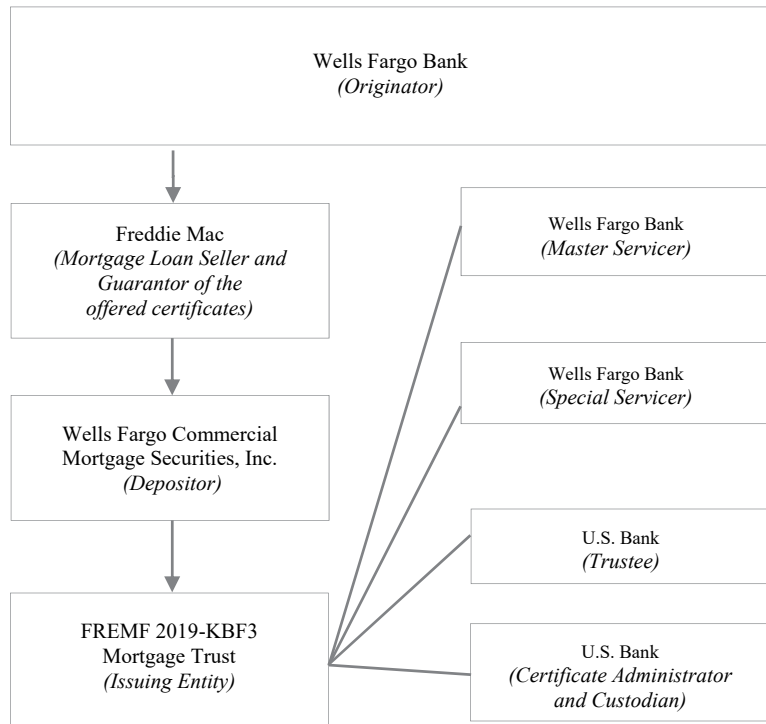 Wells Fargo Bank
(Originator)
Freddie Mac
(Mortgage Loan Seller and
Guarantor of the
offered certificates)
Wells Fargo Bank
(Master Servicer)
Wells Fargo Bank
(Special Servicer)
Wells Fargo Commercial
Mortgage Securities, Inc.
(Depositor)
U.S. Bank
(Trustee)
FREMF 2019-KBF3
Mortgage Trust
(Issuing Entity)
U.S. Bank
(Certificate Administrator
and Custodian)